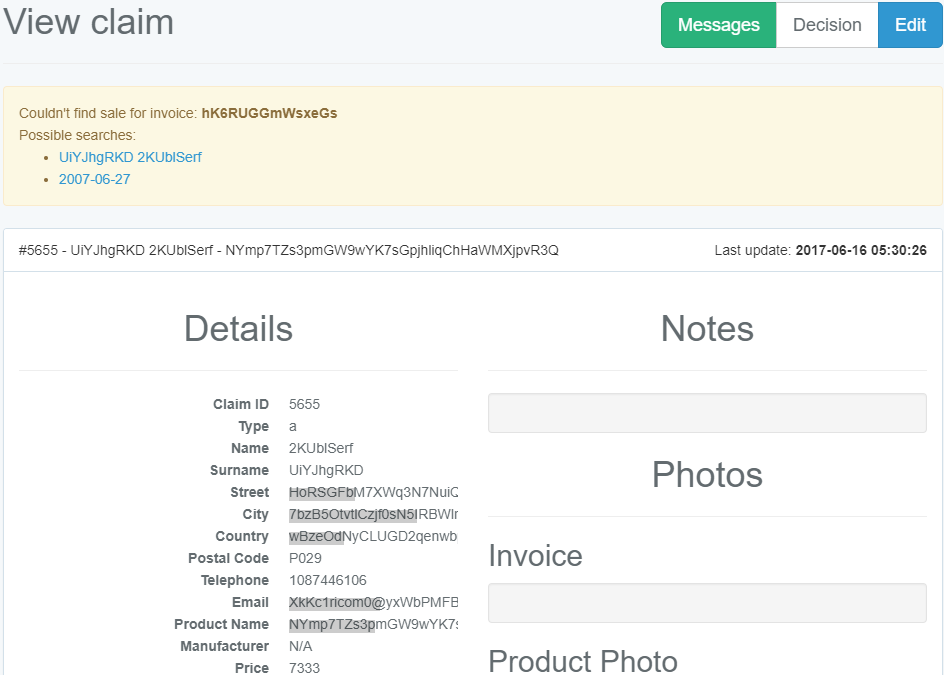 View claim
Messages Decision Edit
Couldn't find sale for invoice: hK6RUGGmWsxeGs
Possible searches:
UiYJhgRKD 2KUblSerf
2007-06-27
#5655 - UiYJhgRKD 2KUblSerf - NYmp7TZs3pmGW9wYK7sGpjhliqChHaWMXjpvR3Q
Last update: 2017-06-16 05:30:26
Details
Claim ID 5655
Type a
Name 2KUblSerf
Surname UiYJhgRKD
Street HoRSGFbM7XWq3N7NuiQ
City 7bzB5OtvtlCzjf0sN5IRBWIr
Country wBzeOdNyCLUGD2qenwb
Postal Code P029
Telephone 1087446106
Email XkKc1ricom0@yxWbPMFB
Product Name NYmp7TZs3pmGW9wYK7s
Manufacturer N/A
Price 7333
Notes
Photos
Invoice
Product Photo